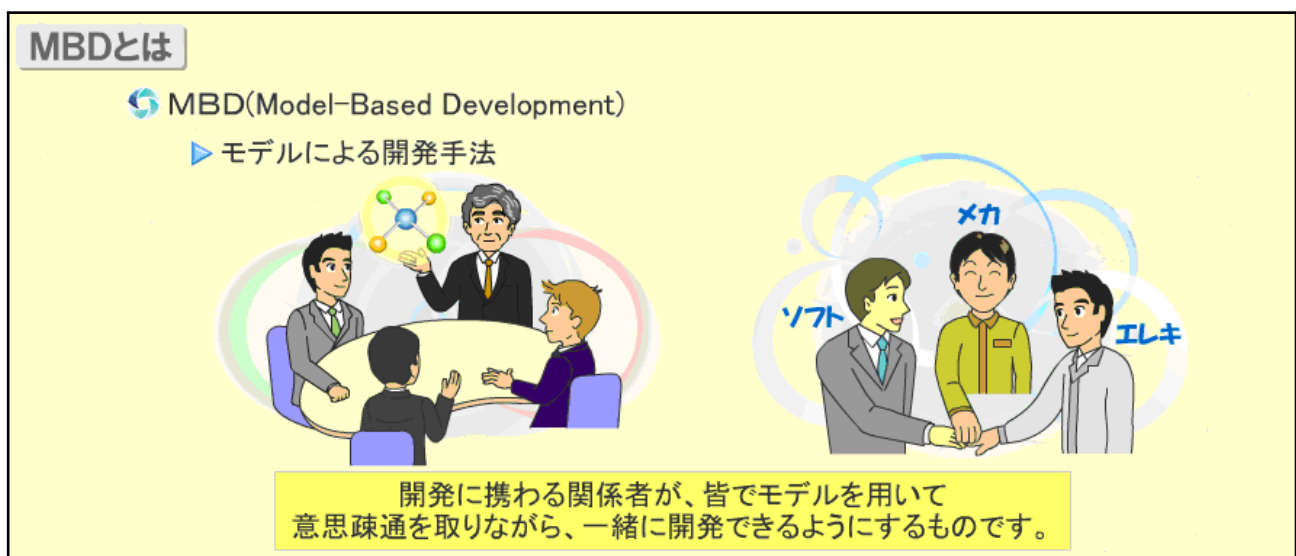 MBDとは
MBD(Model-Based Development)
モデルによる開発手法
メカ
ソフト
エレキ
開発に携わる関係者が、皆でモデルを用いて
意思疎通を取りながら、一緒に開発できるようにするものです。